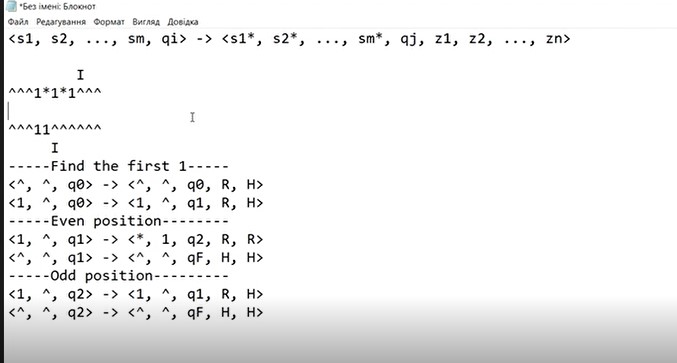 *Без імені: Блокнот
Файл Редагування Формат Вигляд Довідка
<s1, s2, ..., sm, qi> -> <s1*, s2*, ..., sm*, qj, z1, z2, ..., zn>
I
^^^1*1*1^^^
^^^11^^^^^^
I
-----Find the first 1-----
<^, ^, q0> -> <^, ^, q0, R, H>
<1, ^, q0> -> <1, ^, q1, R, H>
-----Even position--------
<1, ^, q1> -> <*, 1, q2, R, R>
<^, ^, q1> -> <^, ^, qF, H, H>
-----Odd position---------
<1, ^, q2> -> <1, ^, q1, R, H>
<^, ^, q2> -> <^, ^, qF, H, H>